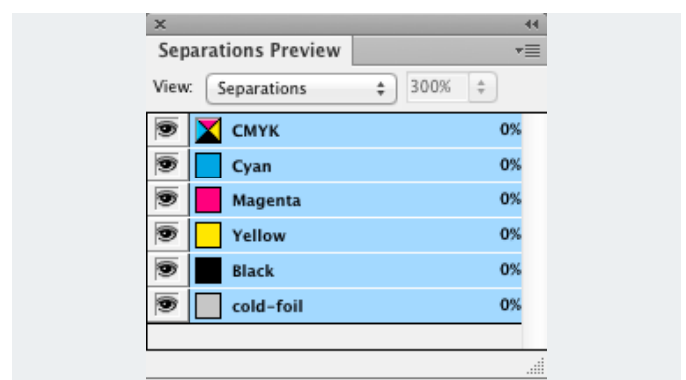 Separations Preview
View: Separations 300%
CMYK 0%
Cyan 0%
Magenta 0%
Yellow 0%
Black 0%
cold-foil 0%